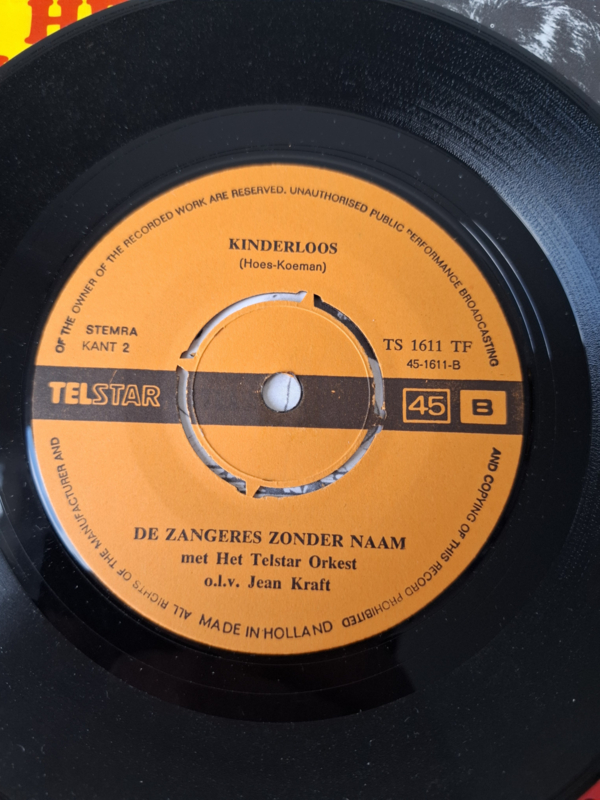 KINDERLOOS
(Hoes-Koeman)
STEMRA
KANT 2
TS 1611 TF
45-1611-B
TELSTAR
45
B
DE ZANGERES ZONDER NAAM
met Het Telstar Orkest
o.l.v. Jean Kraft
ALL RIGHTS OF THE MANUFACTURER AND OF THE OWNER OF THE RECORDED WORK ARE RESERVED. UNAUTHORISED PUBLIC PERFORMANCE BROADCASTING AND COPYING OF THIS RECORD PROHIBITED
MADE IN HOLLAND